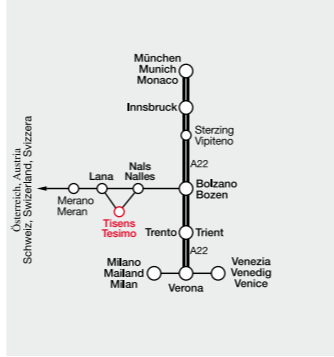 München
Munich
Monaco
Innsbruck
Sterzing
Vipiteno
A22
Nals
Nalles
Lana
Bolzano
Bozen
Merano
Meran
Tisens
Tesimo
Österreich, Austria
Schweiz, Switzerland, Svizzera
Trento
Trient
A22
Milano
Mailand
Milan
Verona
Venezia
Venedig
Venice